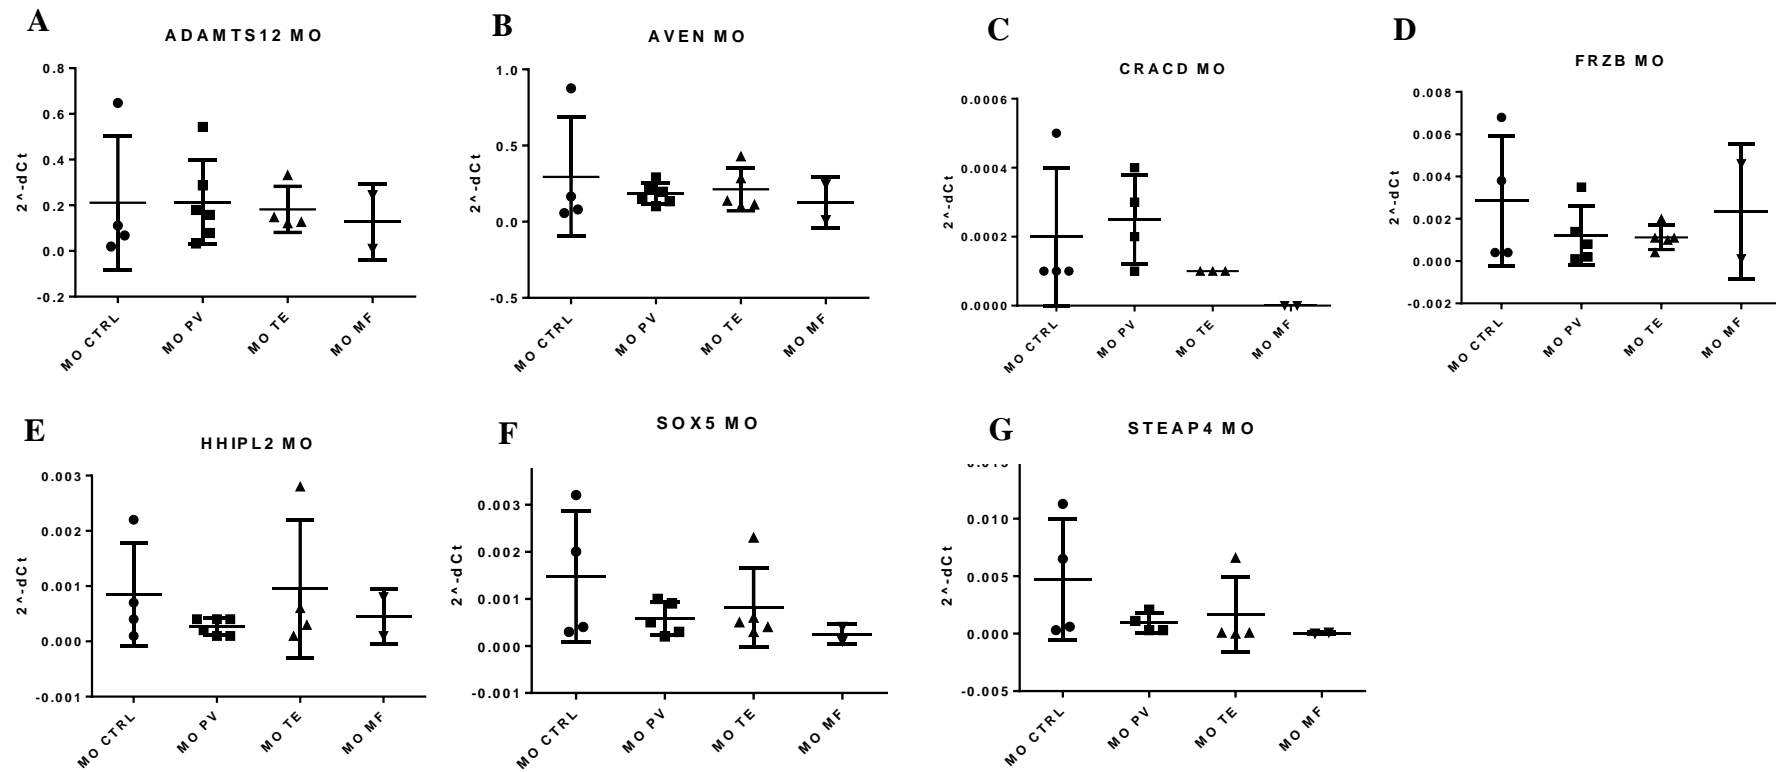 A
ADAMTS12 MO
2^-dCt
0.8
0.6
0.4
0.2
0.0
-0.2
MO CTRL
MO PV
MO TE
MO MF
B
AVEN MO
2^-dCt
1.0
0.5
0.0
-0.5
MO CTRL
MO PV
MO TE
MO MF
C
CRACD MO
2^-dCt
0.0006
0.0004
0.0002
0.0000
MO CTRL
MO PV
MO TE
MO MF
D
FRZB MO
2^-dCt
0.008
0.006
0.004
0.002
0.000
-0.002
MO CTRL
MO PV
MO TE
MO MF
E
HHIPL2 MO
2^-dCt
0.003
0.002
0.001
0.000
-0.001
MO CTRL
MO PV
MO TE
MO MF
F
SOX5 MO
2^-dCt
0.003
0.002
0.001
0.000
-0.001
MO CTRL
MO PV
MO TE
MO MF
G
STEAP4 MO
2^-dCt
0.010
0.005
0.000
-0.005
MO CTRL
MO PV
MO TE
MO MF